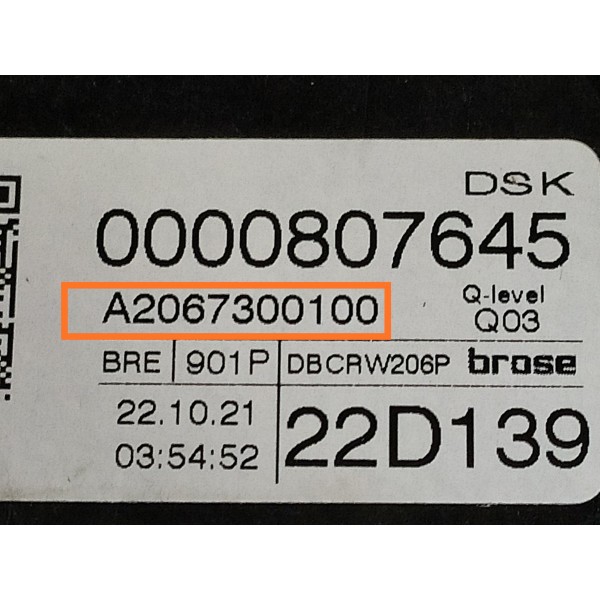 DSK
0000807645
A2067300100
Q-level
Q03
BRE 901P DBCRW206P brose
22.10.21
03:54:52
22D139